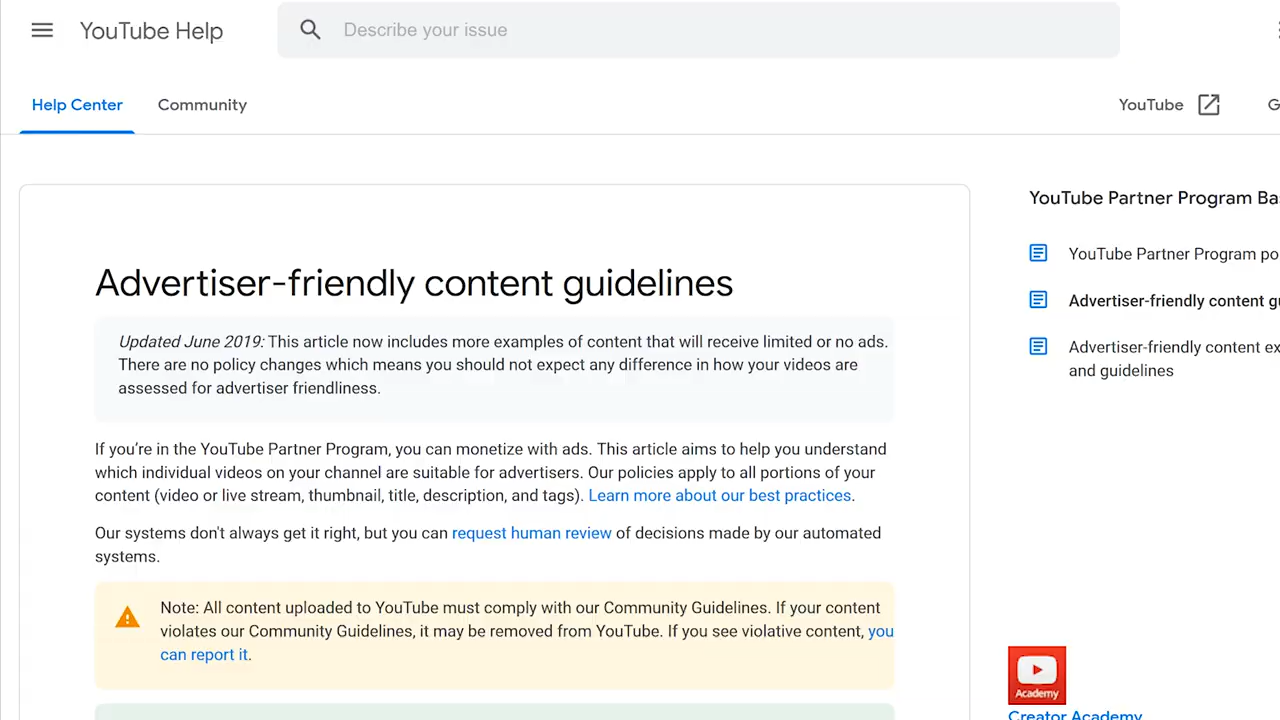 YouTube Help
Describe your issue
Help Center
Community
YouTube
G
Advertiser-friendly content guidelines
Updated June 2019: This article now includes more examples of content that will receive limited or no ads.
There are no policy changes which means you should not expect any difference in how your videos are
assessed for advertiser friendliness.
If you’re in the YouTube Partner Program, you can monetize with ads. This article aims to help you understand
which individual videos on your channel are suitable for advertisers. Our policies apply to all portions of your
content (video or live stream, thumbnail, title, description, and tags). Learn more about our best practices.
Our systems don't always get it right, but you can request human review of decisions made by our automated
systems.
Note: All content uploaded to YouTube must comply with our Community Guidelines. If your content
violates our Community Guidelines, it may be removed from YouTube. If you see violative content, you
can report it.
YouTube Partner Program Ba
YouTube Partner Program po
Advertiser-friendly content gu
Advertiser-friendly content ex
and guidelines
Academy
Creator Academy